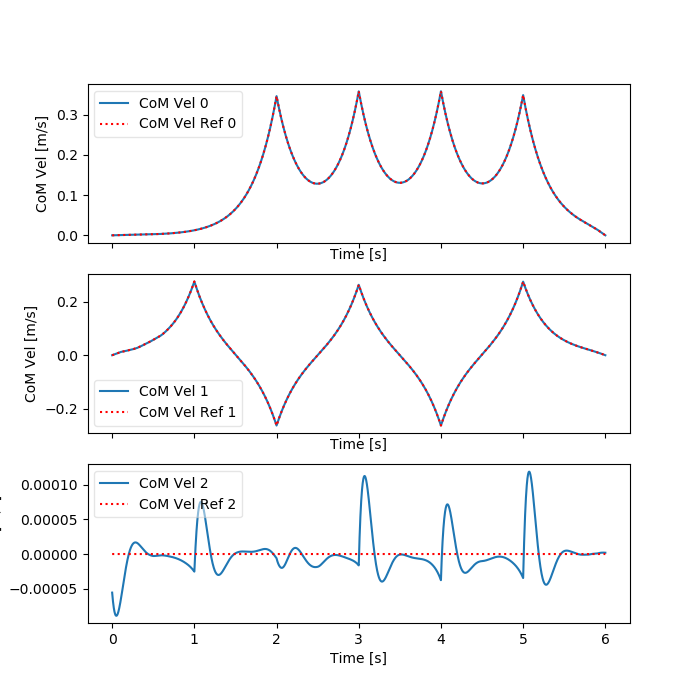 CoM Vel [m/s]
0.3
0.2
0.1
0.0
CoM Vel 0
CoM Vel Ref 0
Time [s]
CoM Vel [m/s]
0.2
0.0
−0.2
CoM Vel 1
CoM Vel Ref 1
Time [s]
0.00010
0.00005
0.00000
−0.00005
CoM Vel 2
CoM Vel Ref 2
0 1 2 3 4 5 6
Time [s]